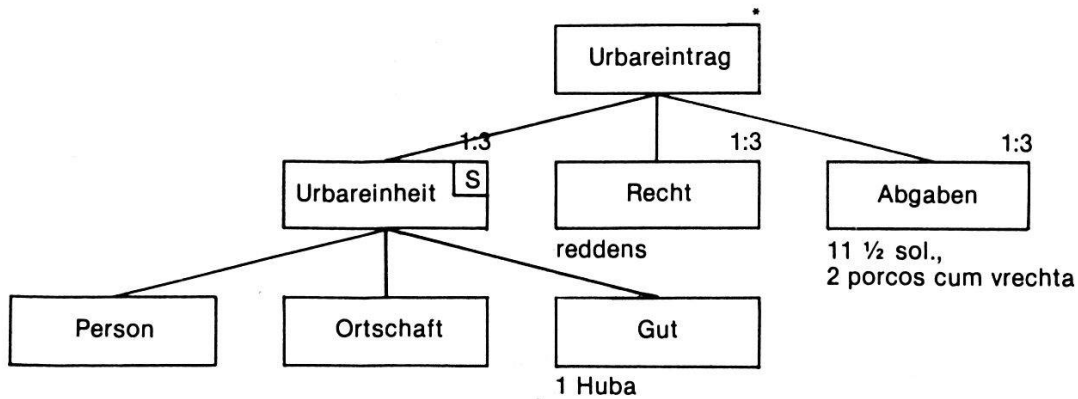 *
Urbareintrag
1:3 1:3 1:3
Urbareinheit S Recht Abgaben
reddens 11 ½ sol.,
2 porcos cum vrechta
Person Ortschaft Gut
1 Huba